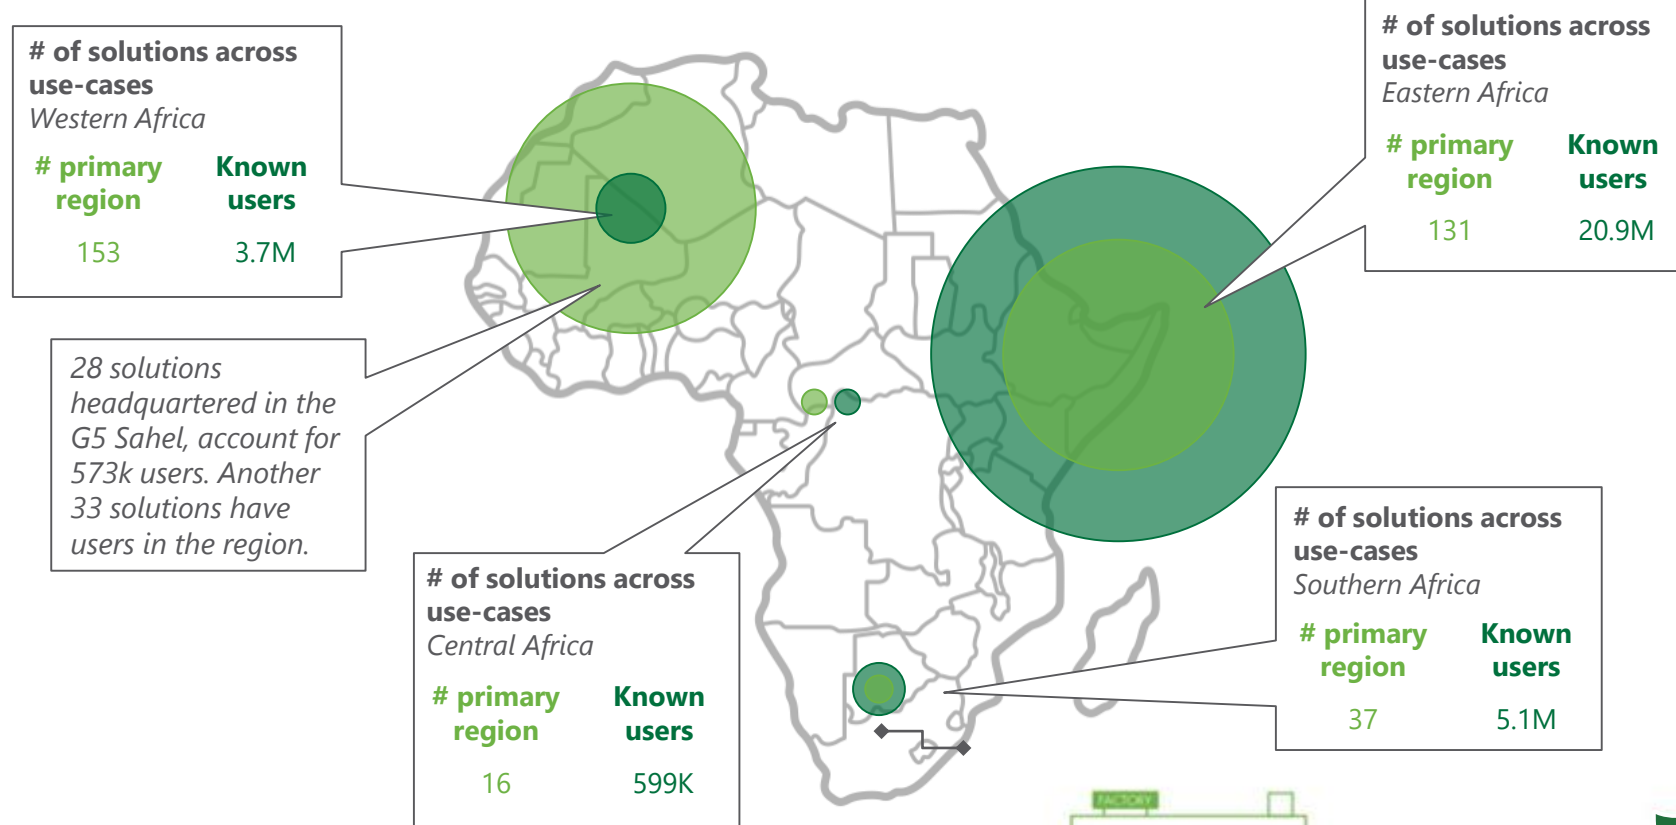 # of solutions across
use-cases
Western Africa
# primary
region
Known
users
153
3.7M
28 solutions
headquartered in the
G5 Sahel, account for
573k users. Another
33 solutions have
users in the region.
# of solutions across
use-cases
Central Africa
# primary
region
Known
users
16
599K
# of solutions across
use-cases
Eastern Africa
# primary
region
Known
users
131
20.9M
# of solutions across
use-cases
Southern Africa
# primary
region
Known
users
37
5.1M
FACTORY